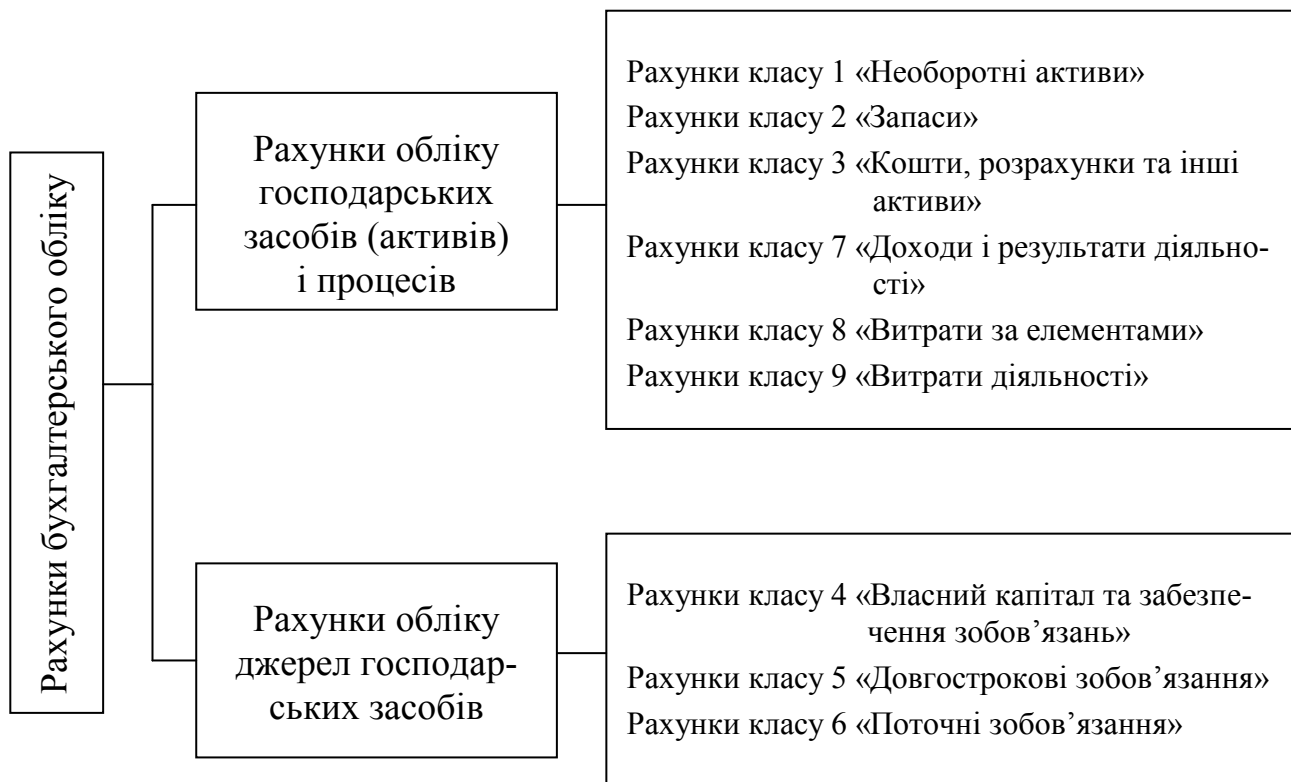 Рахунки бухгалтерського обліку
Рахунки обліку
господарських
засобів (активів)
і процесів
Рахунки класу 1 «Необоротні активи»
Рахунки класу 2 «Запаси»
Рахунки класу 3 «Кошти, розрахунки та інші
активи»
Рахунки класу 7 «Доходи і результати діяльно-
сті»
Рахунки класу 8 «Витрати за елементами»
Рахунки класу 9 «Витрати діяльності»
Рахунки обліку
джерел господар-
ських засобів
Рахунки класу 4 «Власний капітал та забезпе-
чення зобов’язань»
Рахунки класу 5 «Довгострокові зобов’язання»
Рахунки класу 6 «Поточні зобов’язання»